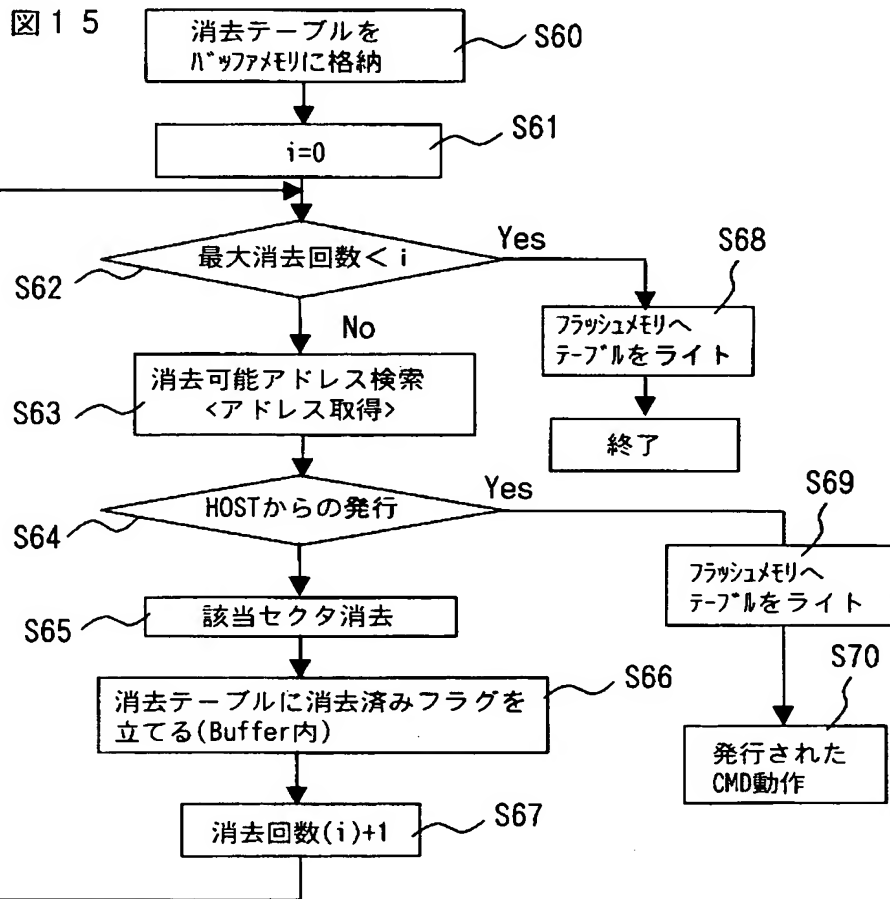 図15
消去テーブルを
バッファメモリに格納
S60
i=0
S61
最大消去回数< i
S62
Yes
No
S68
フラッシュメモリへ
テーブルをライト
終了
消去可能アドレス検索
<アドレス取得>
S63
HOSTからの発行
S64
Yes
S69
フラッシュメモリへ
テーブルをライト
該当セクタ消去
S65
S70
発行された
CMD動作
消去テーブルに消去済みフラグを
立てる(Buffer内)
S66
消去回数(i)+1
S67